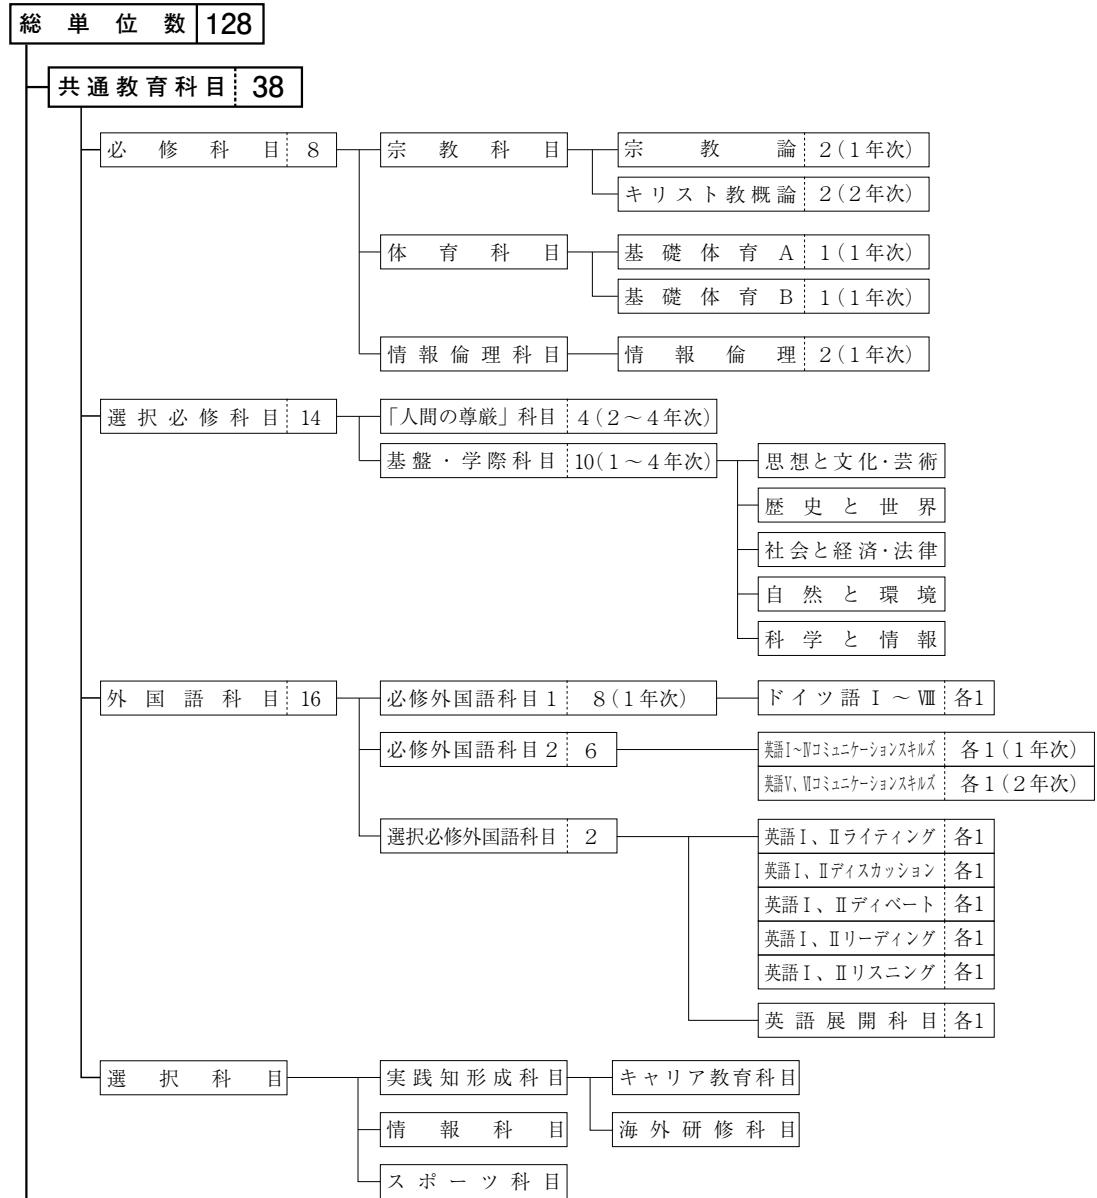 総単位数 128
共通教育科目 38
必修科目 8 宗教科目 宗教論 2(1年次)
キリスト教概論 2(2年次)
体育科目 基礎体育A 1(1年次)
基礎体育B 1(1年次)
情報倫理科目 情報倫理 2(1年次)
選択必修科目 14 「人間の尊厳」科目 4(2～4年次)
基盤・学際科目 10(1～4年次) 思想と文化・芸術
歴史と世界
社会と経済・法律
自然と環境
科学と情報
外国語科目 16 必修外国語科目1 8(1年次) ドイツ語Ⅰ～Ⅷ 各1
必修外国語科目2 6 英語Ⅰ～Ⅳコミュニケーションスキルズ 各1(1年次)
英語Ⅴ、Ⅵコミュニケーションスキルズ 各1(2年次)
選択必修外国語科目 2 英語Ⅰ、Ⅱライティング 各1
英語Ⅰ、Ⅱディスカッション 各1
英語Ⅰ、Ⅱディベート 各1
英語Ⅰ、Ⅱリーディング 各1
英語Ⅰ、Ⅱリスニング 各1
英語展開科目 各1
選択科目 実践知形成科目 キャリア教育科目
情報科目 海外研修科目
スポーツ科目